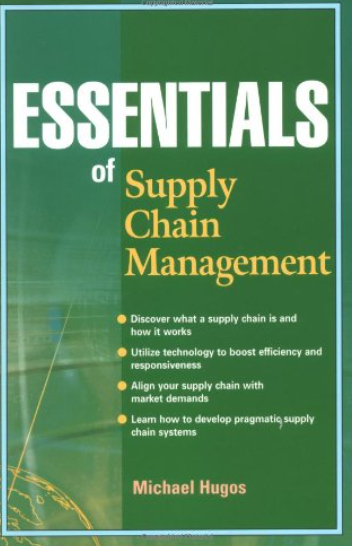 ESSENTIALS
of Supply
Chain
Management
Discover what a supply chain is and
how it works
Utilize technology to boost efficiency and
responsiveness
Align your supply chain with
market demands
Learn how to develop pragmatic supply
chain systems
Michael Hugos